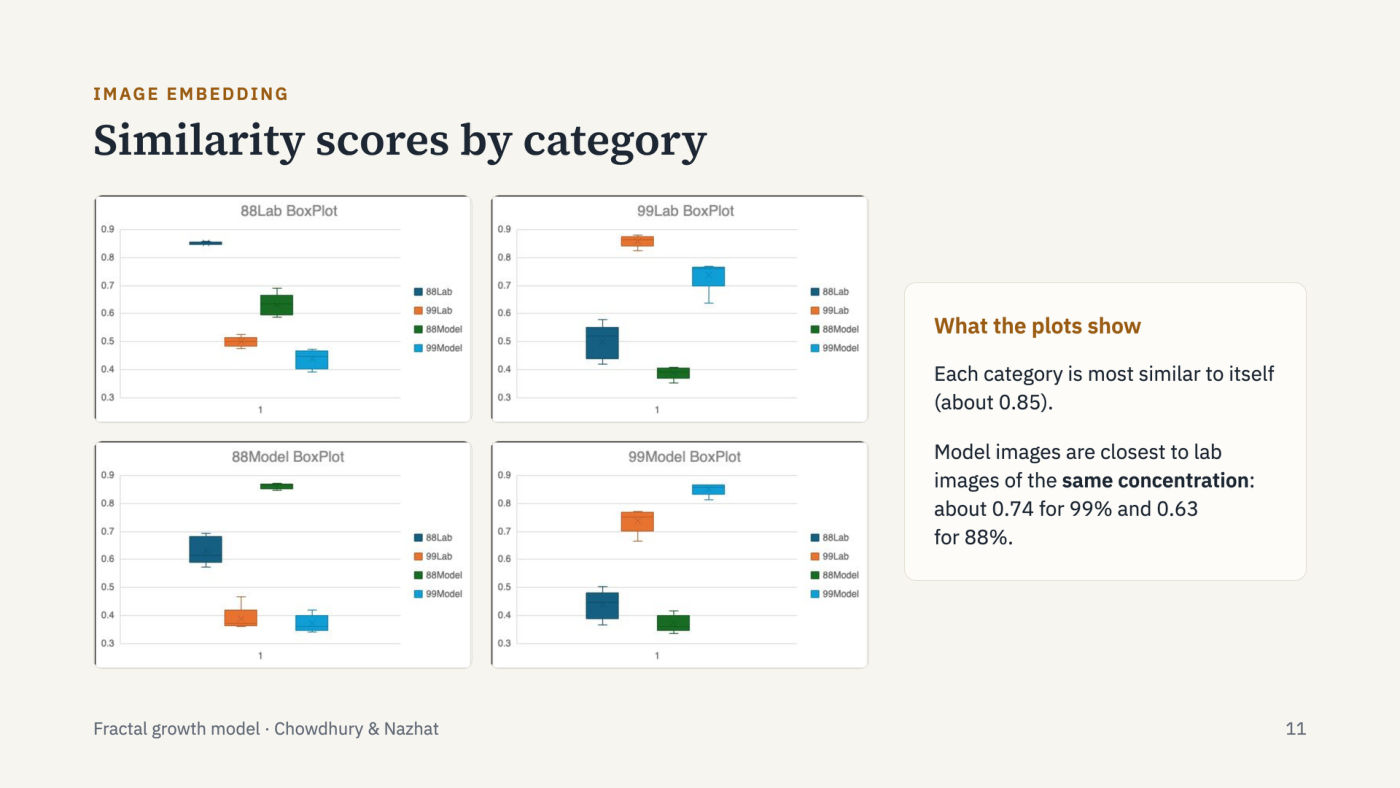 IMAGE EMBEDDING
Similarity scores by category
88Lab BoxPlot
0.9
0.8
0.7
0.6
0.5
0.4
0.3
1
88Lab
99Lab
88Model
99Model
99Lab BoxPlot
0.9
0.8
0.7
0.6
0.5
0.4
0.3
1
88Lab
99Lab
88Model
99Model
88Model BoxPlot
0.9
0.8
0.7
0.6
0.5
0.4
0.3
1
88Lab
99Lab
88Model
99Model
99Model BoxPlot
0.9
0.8
0.7
0.6
0.5
0.4
0.3
1
88Lab
99Lab
88Model
99Model
What the plots show
Each category is most similar to itself
(about 0.85).
Model images are closest to lab
images of the same concentration:
about 0.74 for 99% and 0.63
for 88%.
Fractal growth model · Chowdhury & Nazhat
11